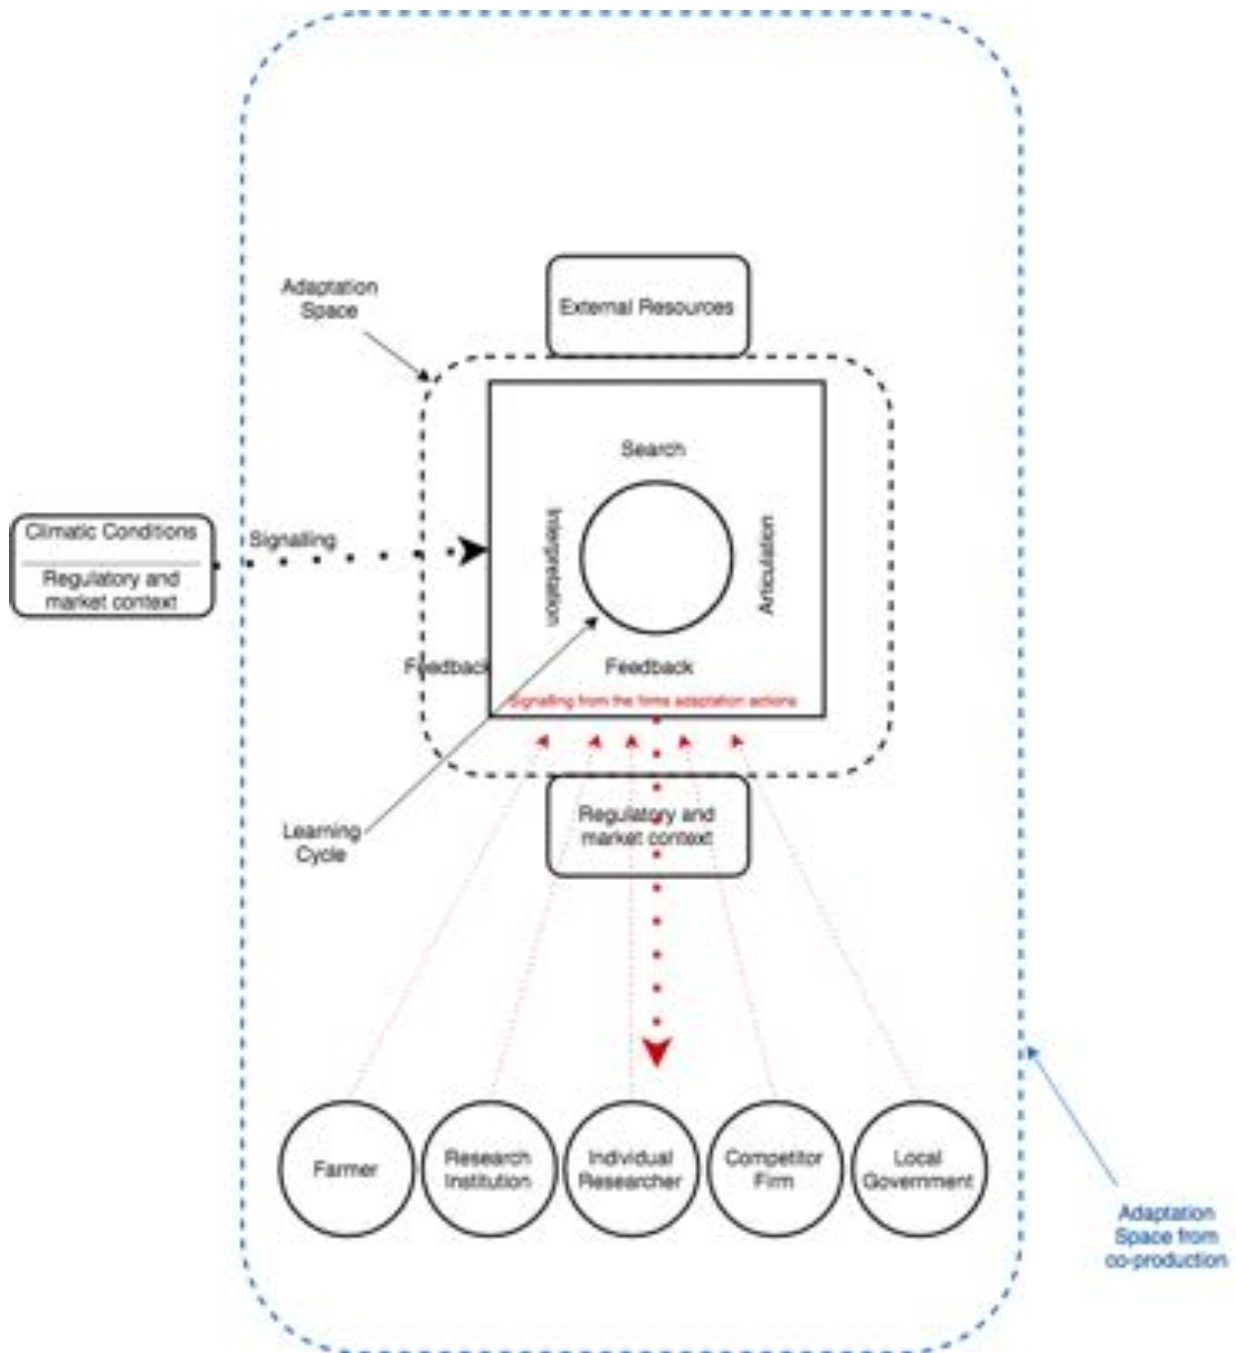 External Resources
Adaptation
Space
Search
Climatic Conditions
Regulatory and
market context
Signalling
Interpretation
Articulation
Feedback
Feedback
Signalling from the firms adaptation actions
Learning
Cycle
Regulatory and
market context
Farmer
Research
Institution
Individual
Researcher
Competitor
Firm
Local
Government
Adaptation
Space from
co-production